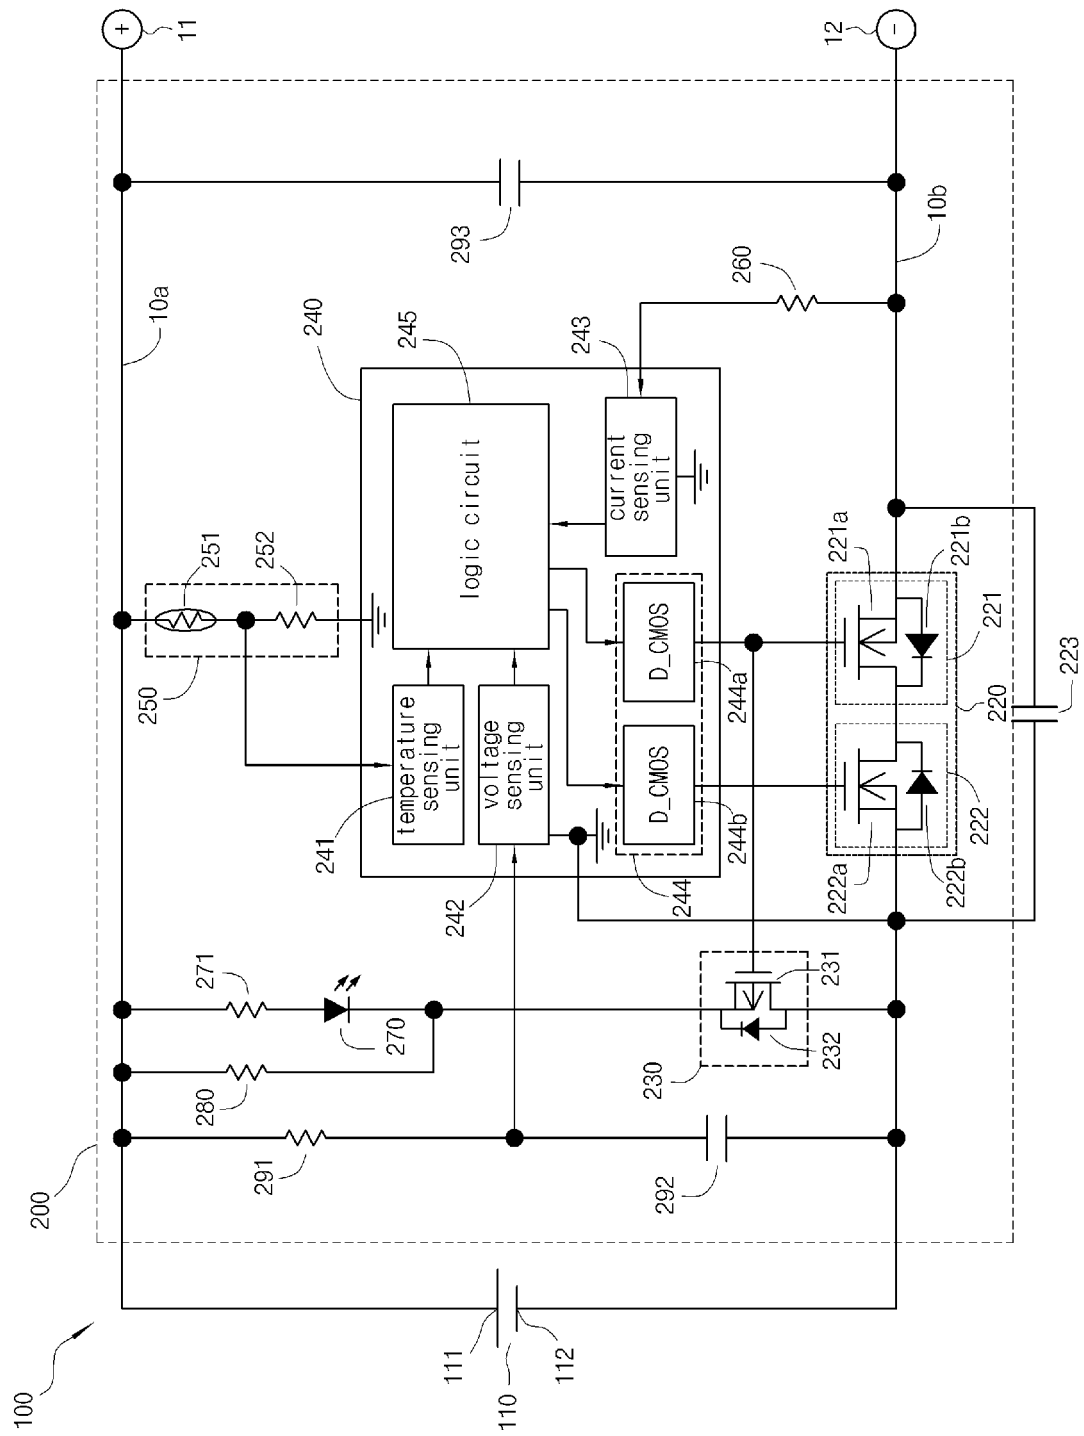 100
200
110
111
112
291
292
280
271
270
230
231
232
250
251
252
10a
11
+
240
241
temperature
sensing
unit
242
voltage
sensing
unit
245
logic circuit
243
current
sensing
unit
244
D_CMOS
244a
D_CMOS
244b
260
293
10b
12
-
220
221
221a
221b
222
222a
222b
223